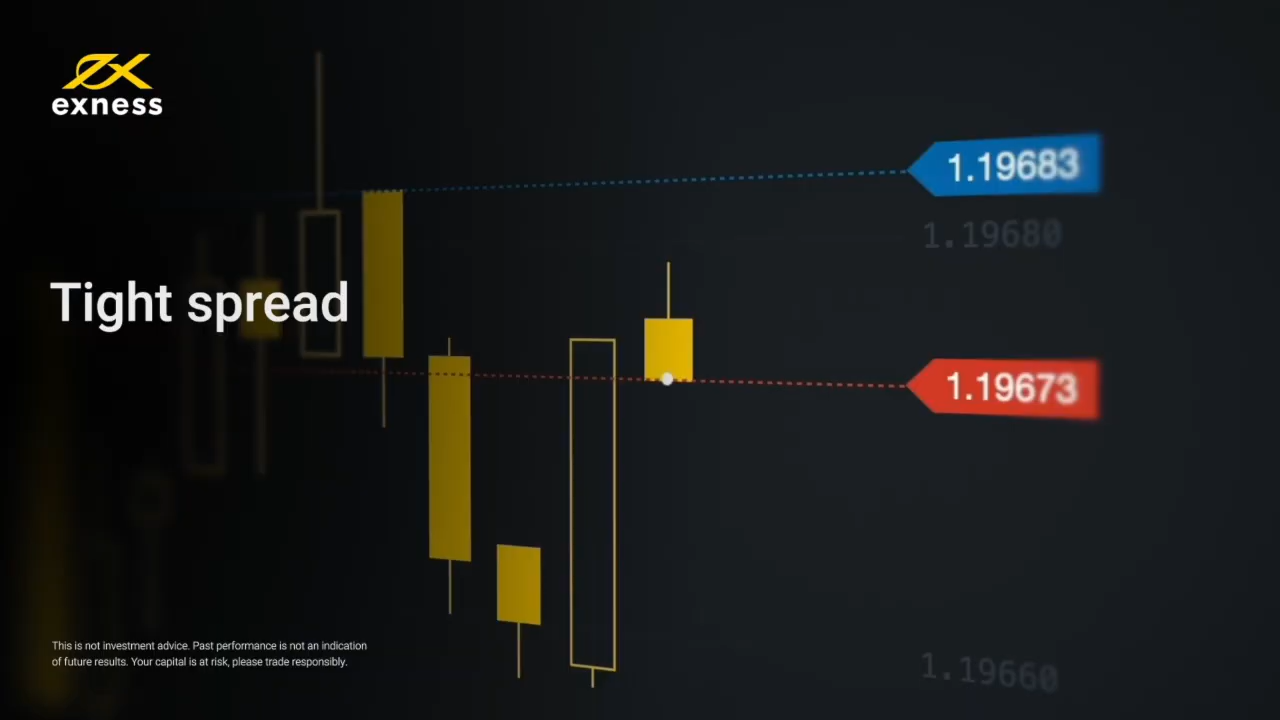 exness
1.19683
1.19680
Tight spread
1.19673
This is not investment advice. Past performance is not an indication
of future results. Your capital is at risk, please trade responsibly.
1.19660